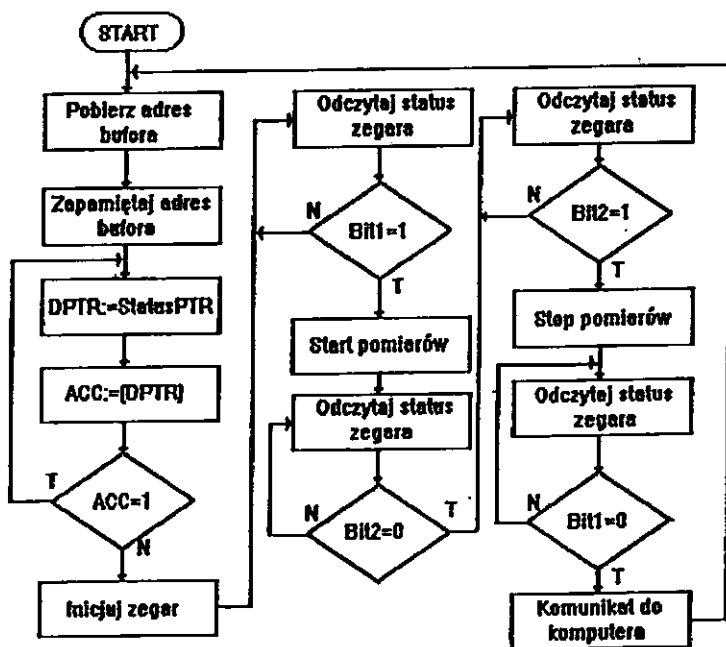 START
Pobierz adres
bufora
Zapamiętaj adres
bufora
DPTR:=StatusPTR
ACC:=(DPTR)
T
ACC=1
N
Inicjuj zegar
Odczytaj status
zegara
N
Bit1=1
T
Start pomiarów
Odczytaj status
zegara
N
T
Bit2=0
Odczytaj status
zegara
N
Bit2=1
T
Stop pomiarów
Odczytaj status
zegara
N
Bit1=0
T
Komunikat do
komputera